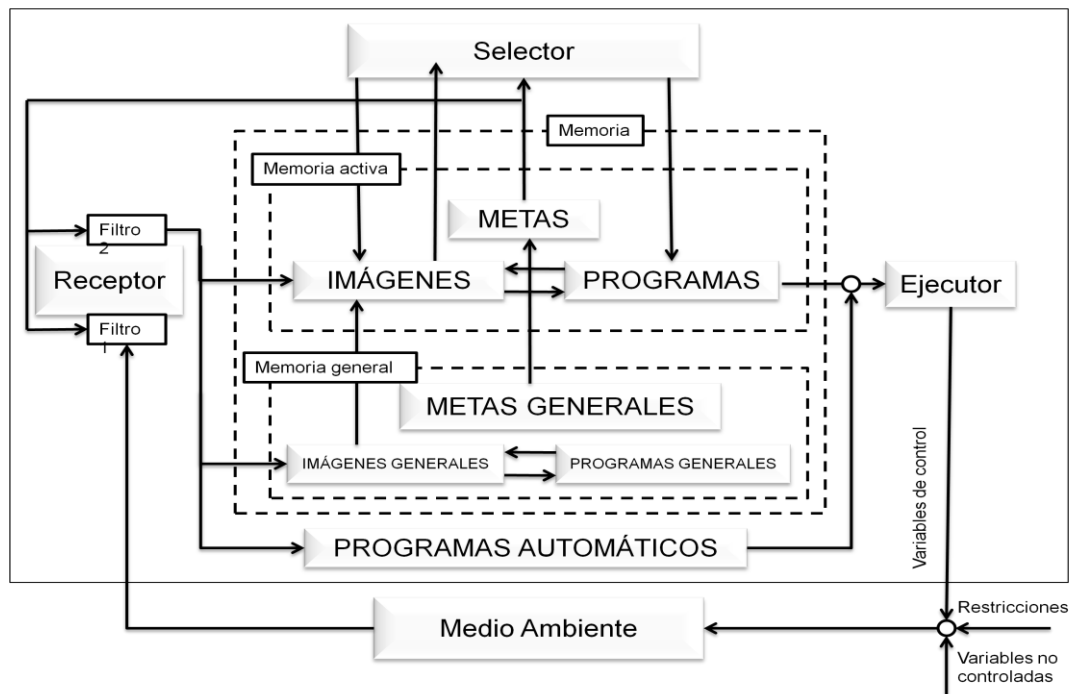 Selector
Memoria
Memoria activa
METAS
Filtro
2
Receptor
IMÁGENES
PROGRAMAS
Ejecutor
Filtro
1
Memoria general
METAS GENERALES
IMÁGENES GENERALES
PROGRAMAS GENERALES
Variables de control
PROGRAMAS AUTOMÁTICOS
Medio Ambiente
Restricciones
Variables no
controladas